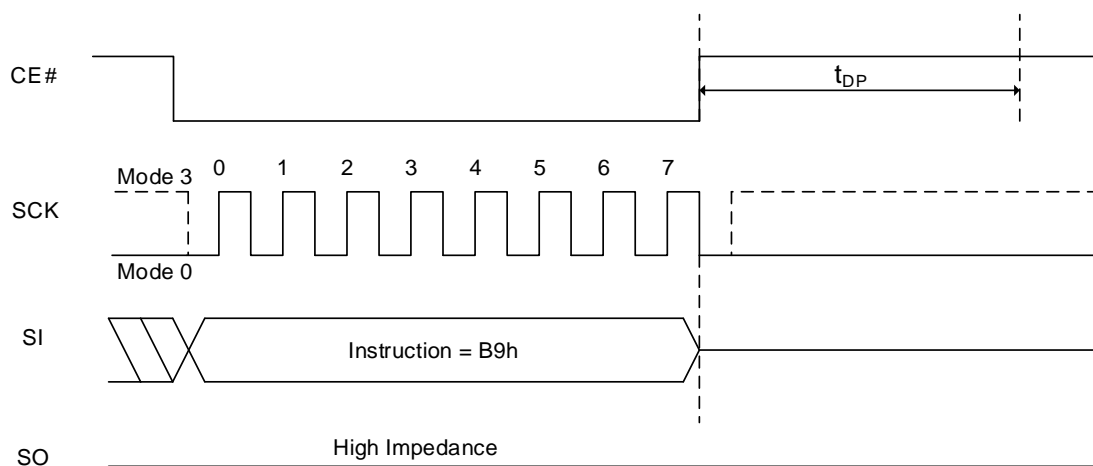 CE#
t_DP
0 1 2 3 4 5 6 7
Mode 3
SCK
Mode 0
SI
Instruction = B9h
High Impedance
SO